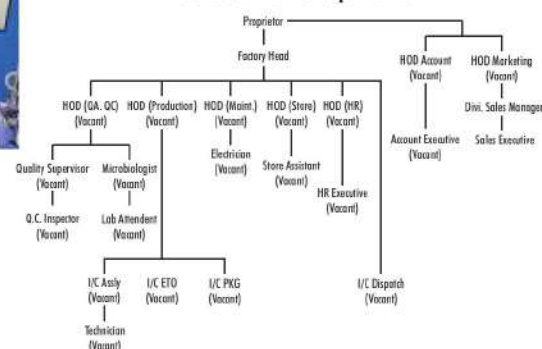 Proprietor
Factory Head
HOD Account
(Vacant)
HOD Marketing
(Vacant)
HOD (QA. QC)
(Vacant)
HOD (Production)
(Vacant)
HOD (Maint.)
(Vacant)
HOD (Store)
(Vacant)
HOD (HR)
(Vacant)
Divi. Sales Manager
Account Executive
(Vacant)
Sales Executive
Electrician
(Vacant)
Store Assistant
(Vacant)
Quality Supervisor
(Vacant)
Microbiologist
(Vacant)
HR Executive
(Vacant)
Q.C. Inspector
(Vacant)
Lab Attendent
(Vacant)
I/C Assly
(Vacant)
I/C ETO
(Vacant)
I/C PKG
(Vacant)
I/C Dispatch
(Vacant)
Technician
(Vacant)